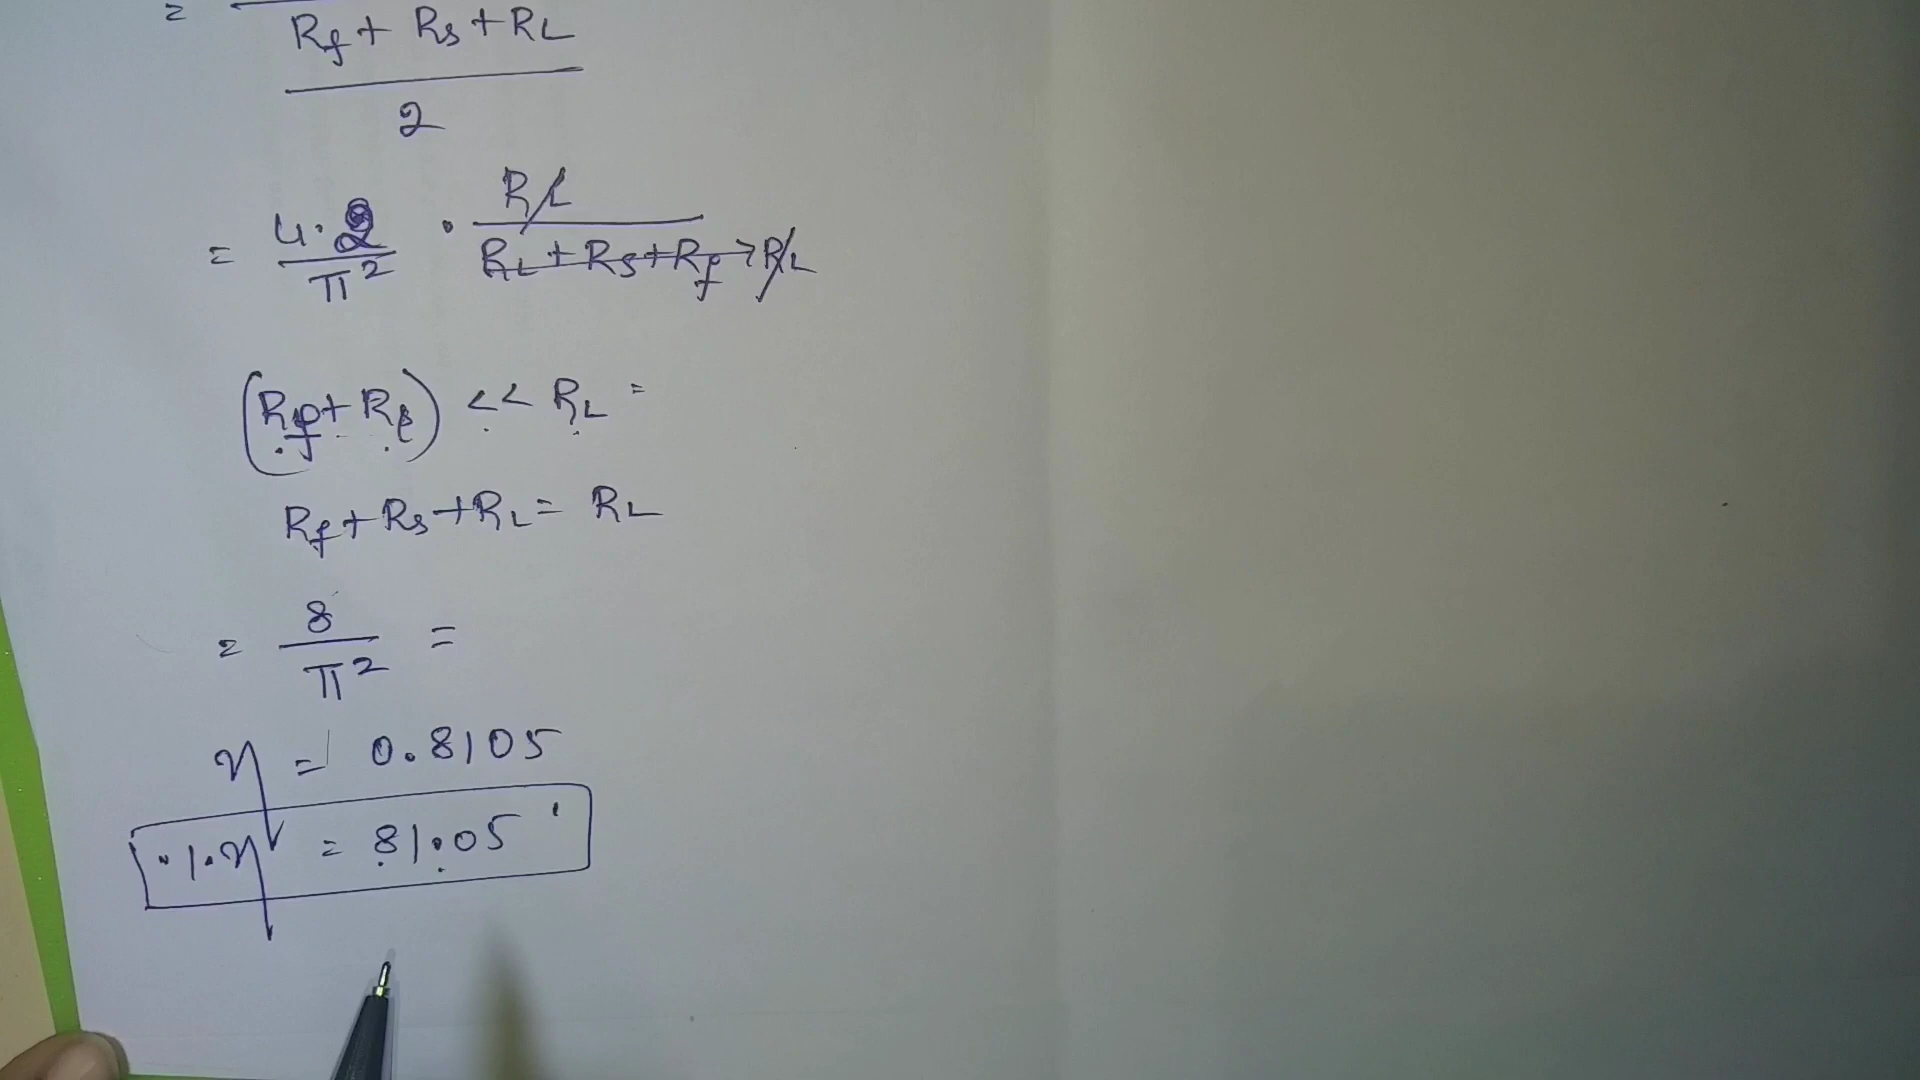 =
Rf + Rs + RL
2
= 4.2/π² . RL/(RL + Rs + Rf) → RL
(Rf + Rs) << RL =
Rf + Rs + RL = RL
= 8/π² =
η = 0.8105
% η = 81.05